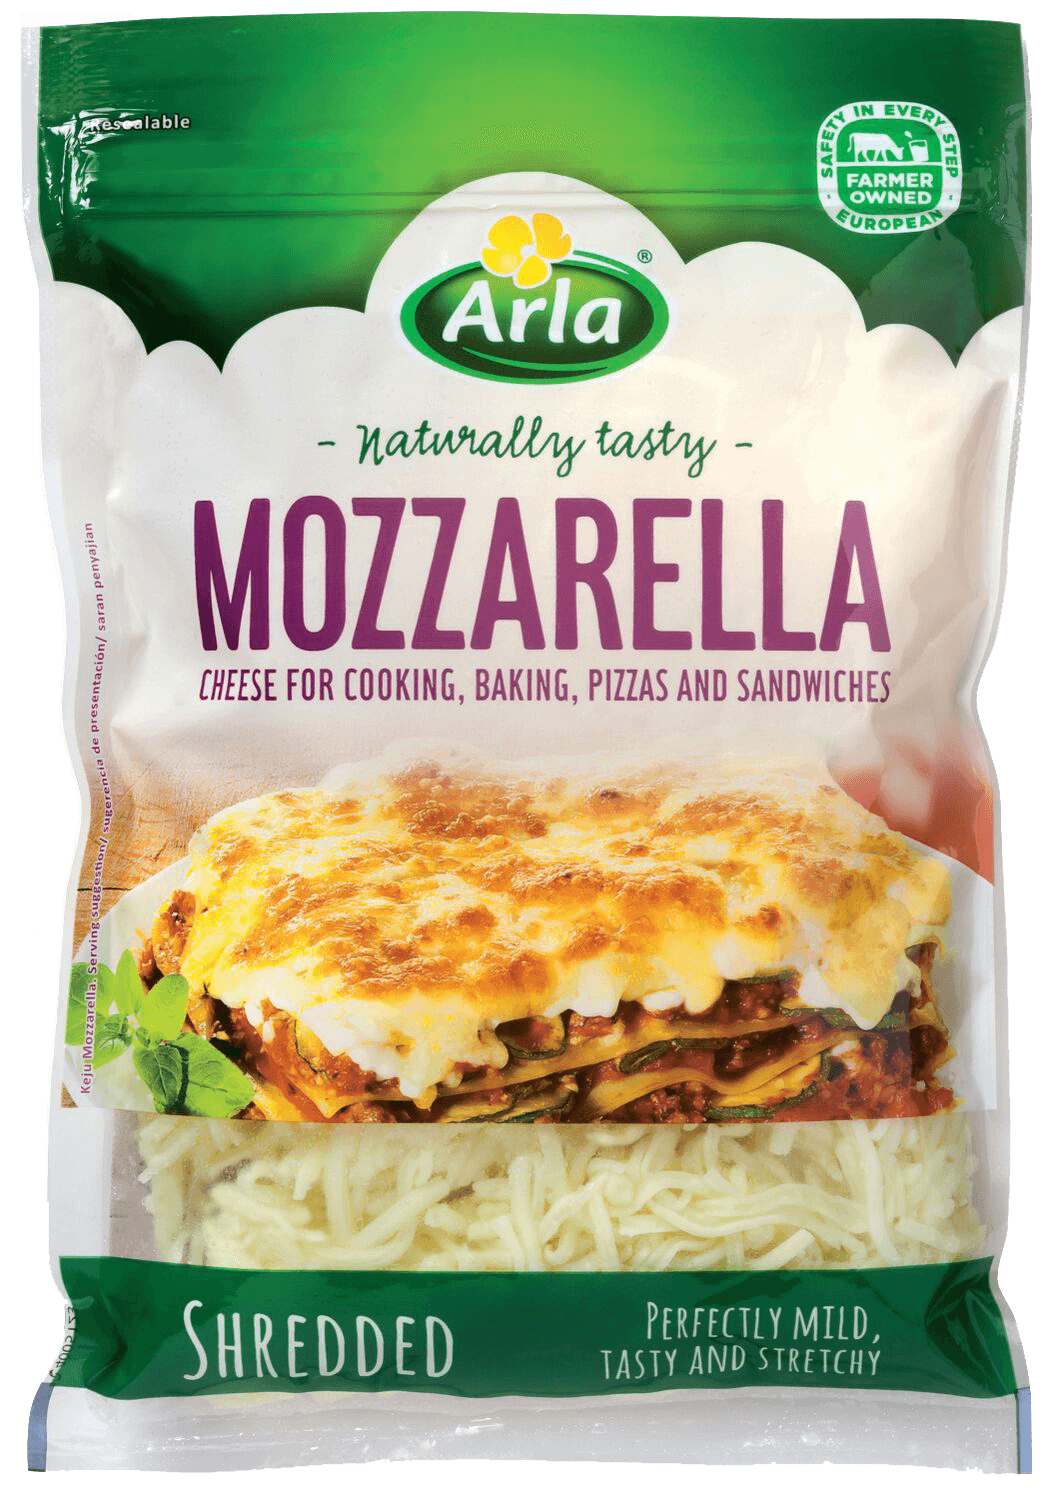 Resealable
SAFETY IN EVERY STEP
FARMER
OWNED
EUROPEAN
Arla®
- Naturally tasty -
MOZZARELLA
CHEESE FOR COOKING, BAKING, PIZZAS AND SANDWICHES
Keju Mozzarella. Serving suggestion/ sugerencia de presentación/ saran penyajian
SHREDDED
PERFECTLY MILD,
TASTY AND STRETCHY